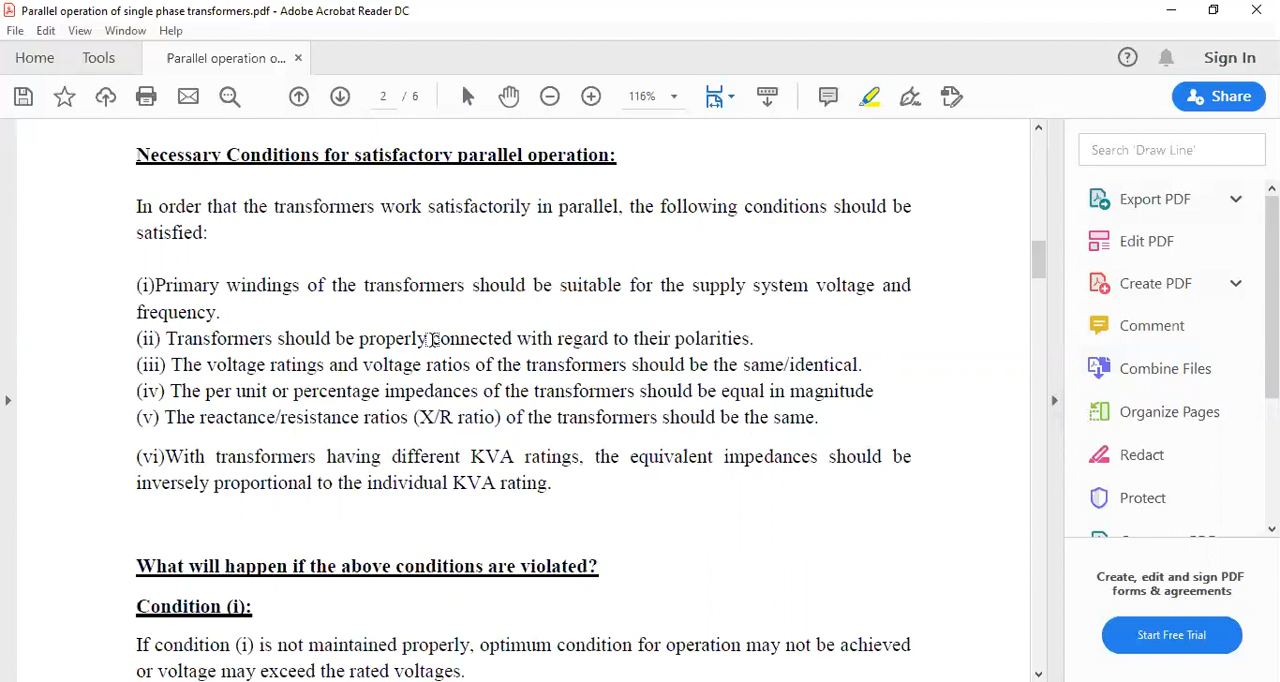 Parallel operation of single phase transformers.pdf - Adobe Acrobat Reader DC
File Edit View Window Help
Home Tools Parallel operation o... × Sign In
2 / 6 116% Share
Necessary Conditions for satisfactory parallel operation:
In order that the transformers work satisfactorily in parallel, the following conditions should be
satisfied:
(i)Primary windings of the transformers should be suitable for the supply system voltage and
frequency.
(ii) Transformers should be properly connected with regard to their polarities.
(iii) The voltage ratings and voltage ratios of the transformers should be the same/identical.
(iv) The per unit or percentage impedances of the transformers should be equal in magnitude
(v) The reactance/resistance ratios (X/R ratio) of the transformers should be the same.
(vi)With transformers having different KVA ratings, the equivalent impedances should be
inversely proportional to the individual KVA rating.
What will happen if the above conditions are violated?
Condition (i):
If condition (i) is not maintained properly, optimum condition for operation may not be achieved
or voltage may exceed the rated voltages.
Search 'Draw Line'
Export PDF
Edit PDF
Create PDF
Comment
Combine Files
Organize Pages
Redact
Protect
Create, edit and sign PDF
forms & agreements
Start Free Trial